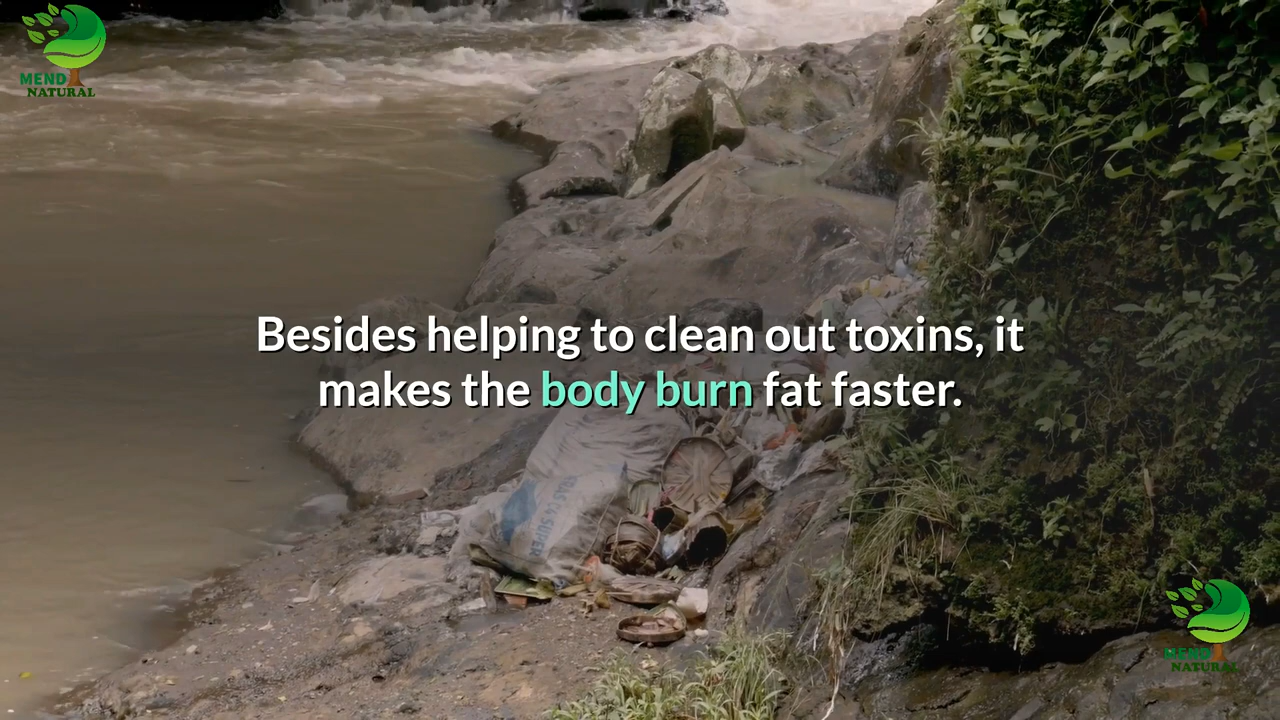 MEND
NATURAL
Besides helping to clean out toxins, it
makes the body burn fat faster.
MEND
NATURAL